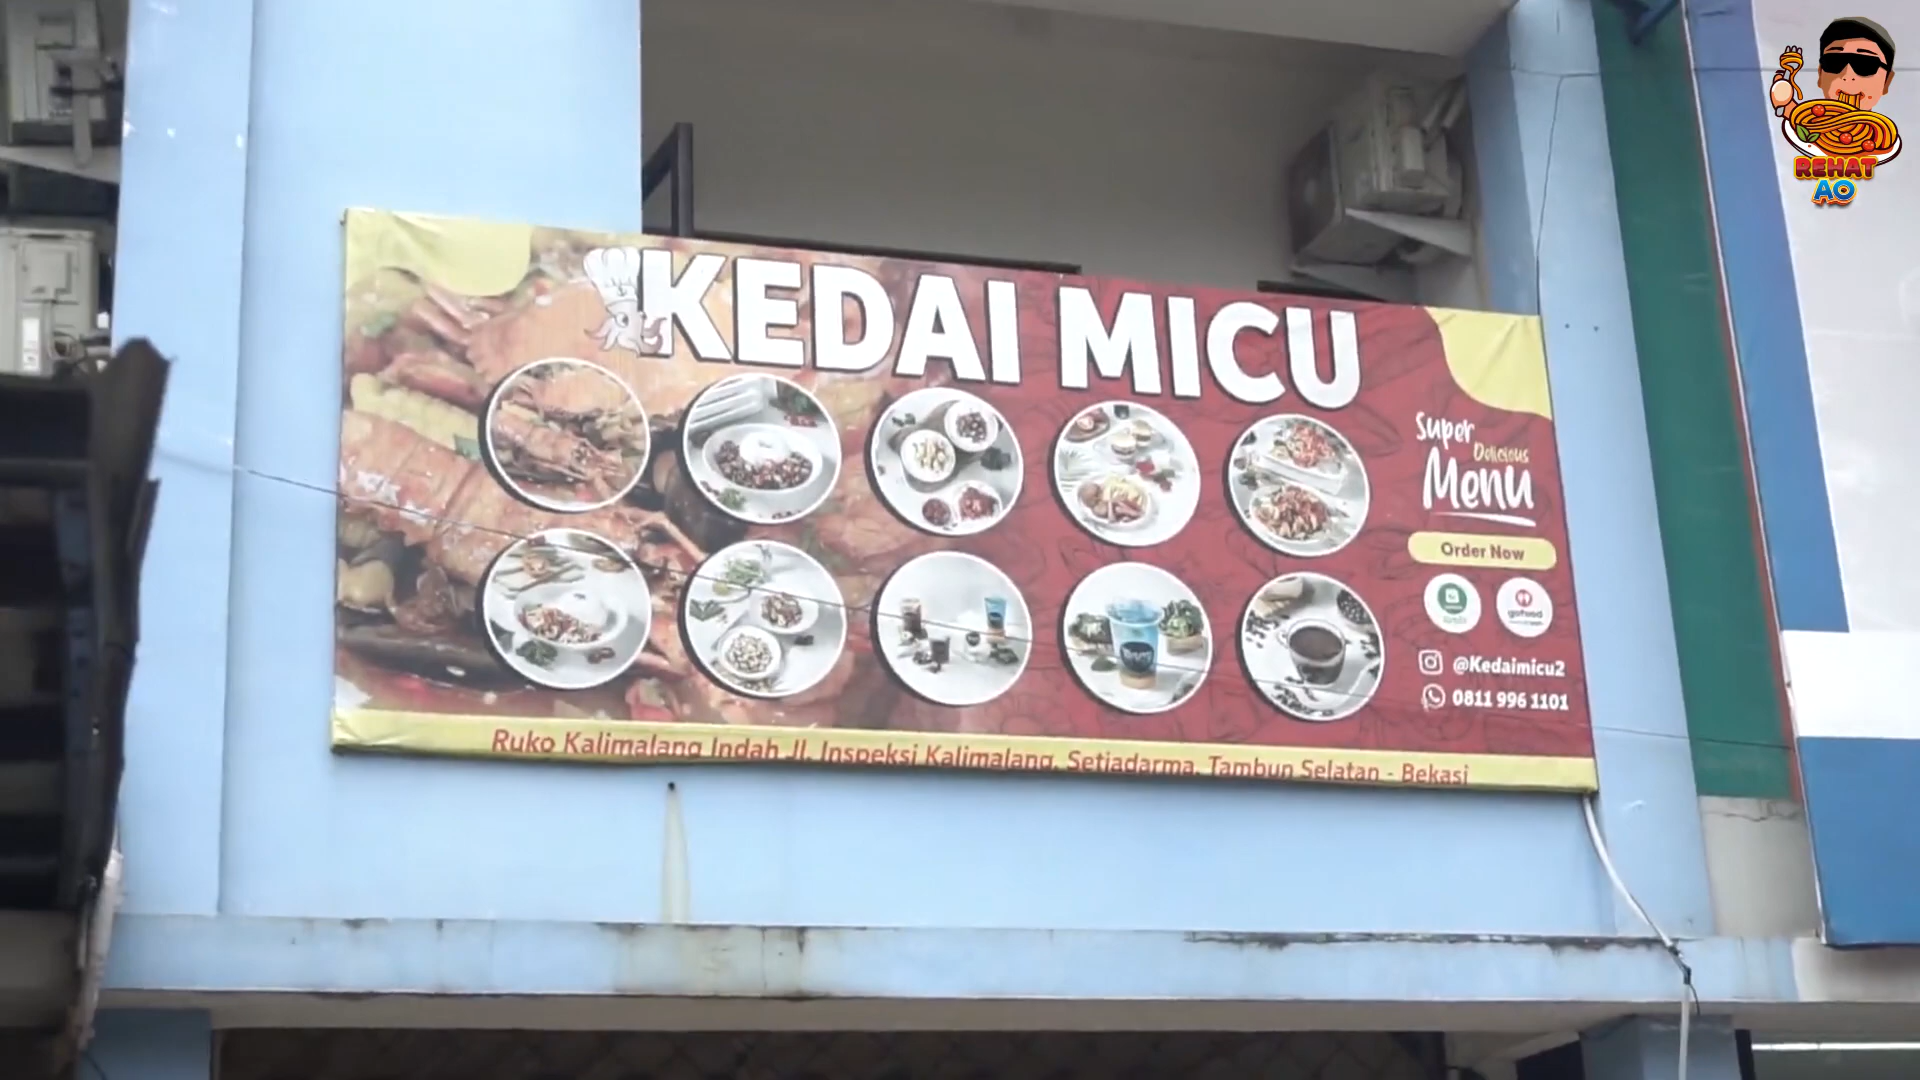 REHAT
AO
KEDAI MICU
Super
Delicious
Menu
Order Now
gofood
@Kedaimicu2
0811 996 1101
Ruko Kalimalang Indah Jl. Inspeksi Kalimalang, Setiadarma, Tambun Selatan - Bekasi